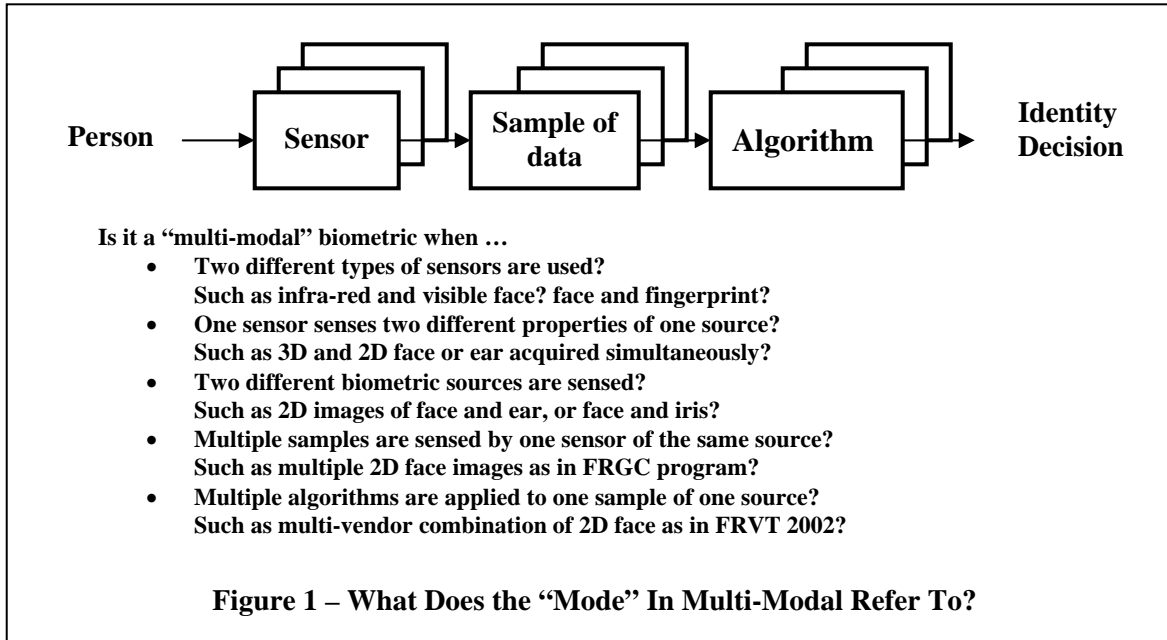 Person
Sensor
Sample of
data
Algorithm
Identity
Decision
Is it a “multi-modal” biometric when …
• Two different types of sensors are used?
Such as infra-red and visible face? face and fingerprint?
• One sensor senses two different properties of one source?
Such as 3D and 2D face or ear acquired simultaneously?
• Two different biometric sources are sensed?
Such as 2D images of face and ear, or face and iris?
• Multiple samples are sensed by one sensor of the same source?
Such as multiple 2D face images as in FRGC program?
• Multiple algorithms are applied to one sample of one source?
Such as multi-vendor combination of 2D face as in FRVT 2002?
Figure 1 – What Does the “Mode” In Multi-Modal Refer To?